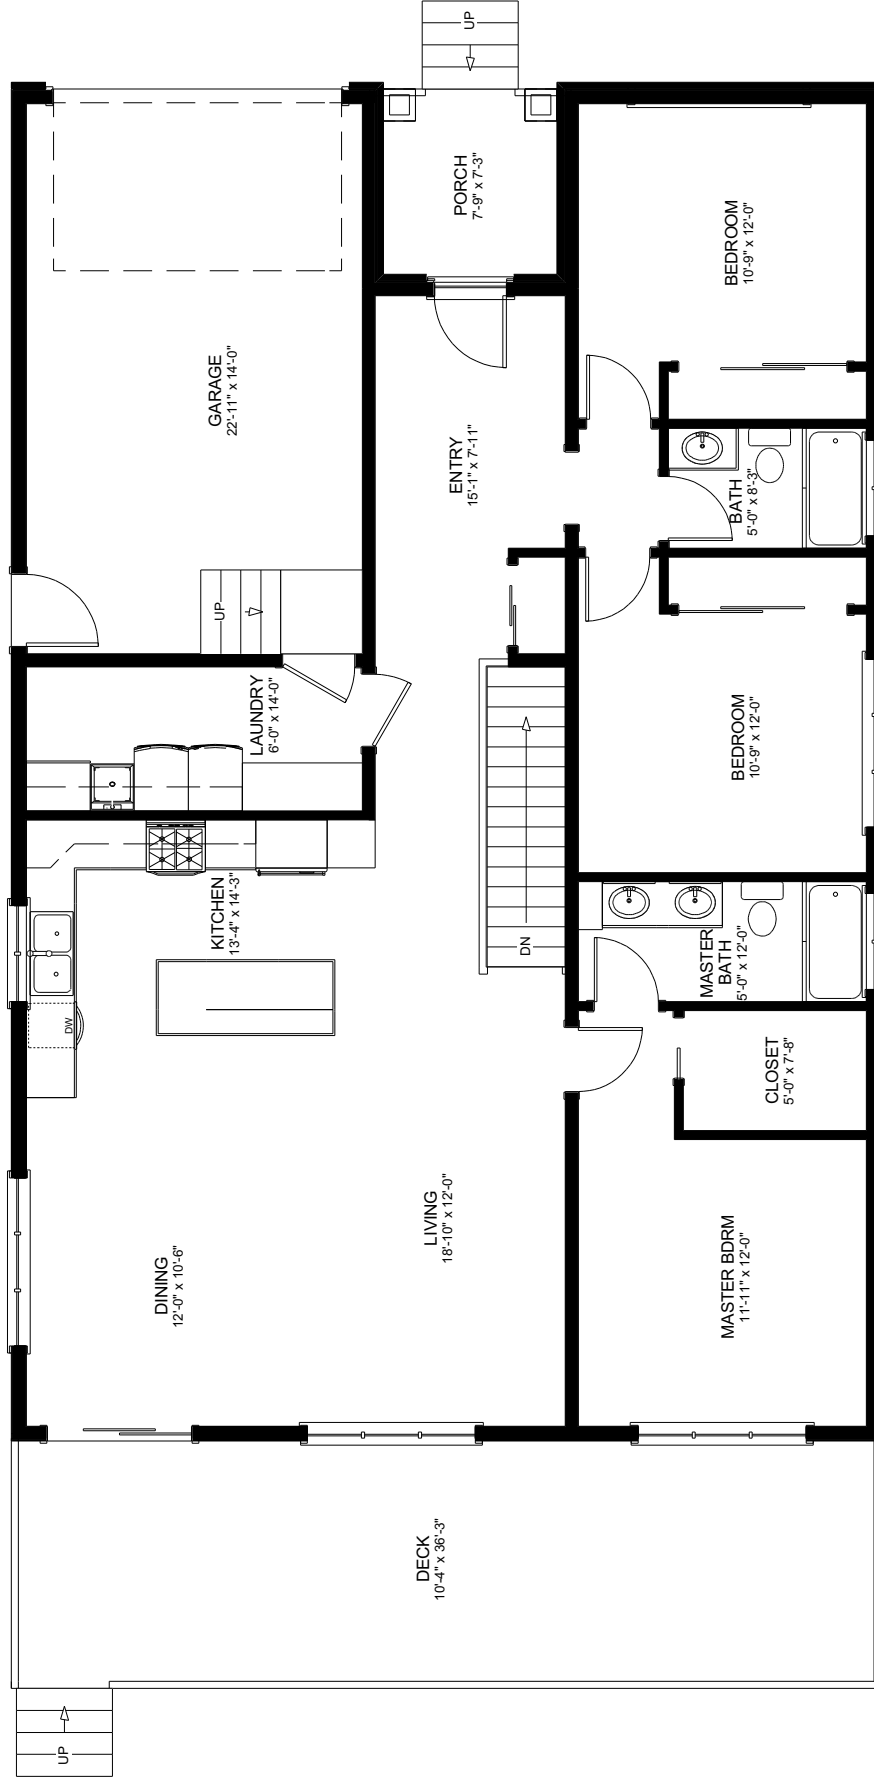 UP
PORCH
7'-9" x 7'-3"
BEDROOM
10'-9" x 12'-0"
GARAGE
22'-11" x 14'-0"
ENTRY
15'-1" x 7'-11"
BATH
5'-0" x 8'-3"
UP
LAUNDRY
6'-0" x 14'-0"
BEDROOM
10'-9" x 12'-0"
KITCHEN
13'-4" x 14'-3"
DN
MASTER
BATH
5'-0" x 12'-0"
DW
CLOSET
5'-0" x 7'-8"
LIVING
18'-10" x 12'-0"
DINING
12'-0" x 10'-6"
MASTER BDRM
11'-11" x 12'-0"
DECK
10'-4" x 36'-3"
UP